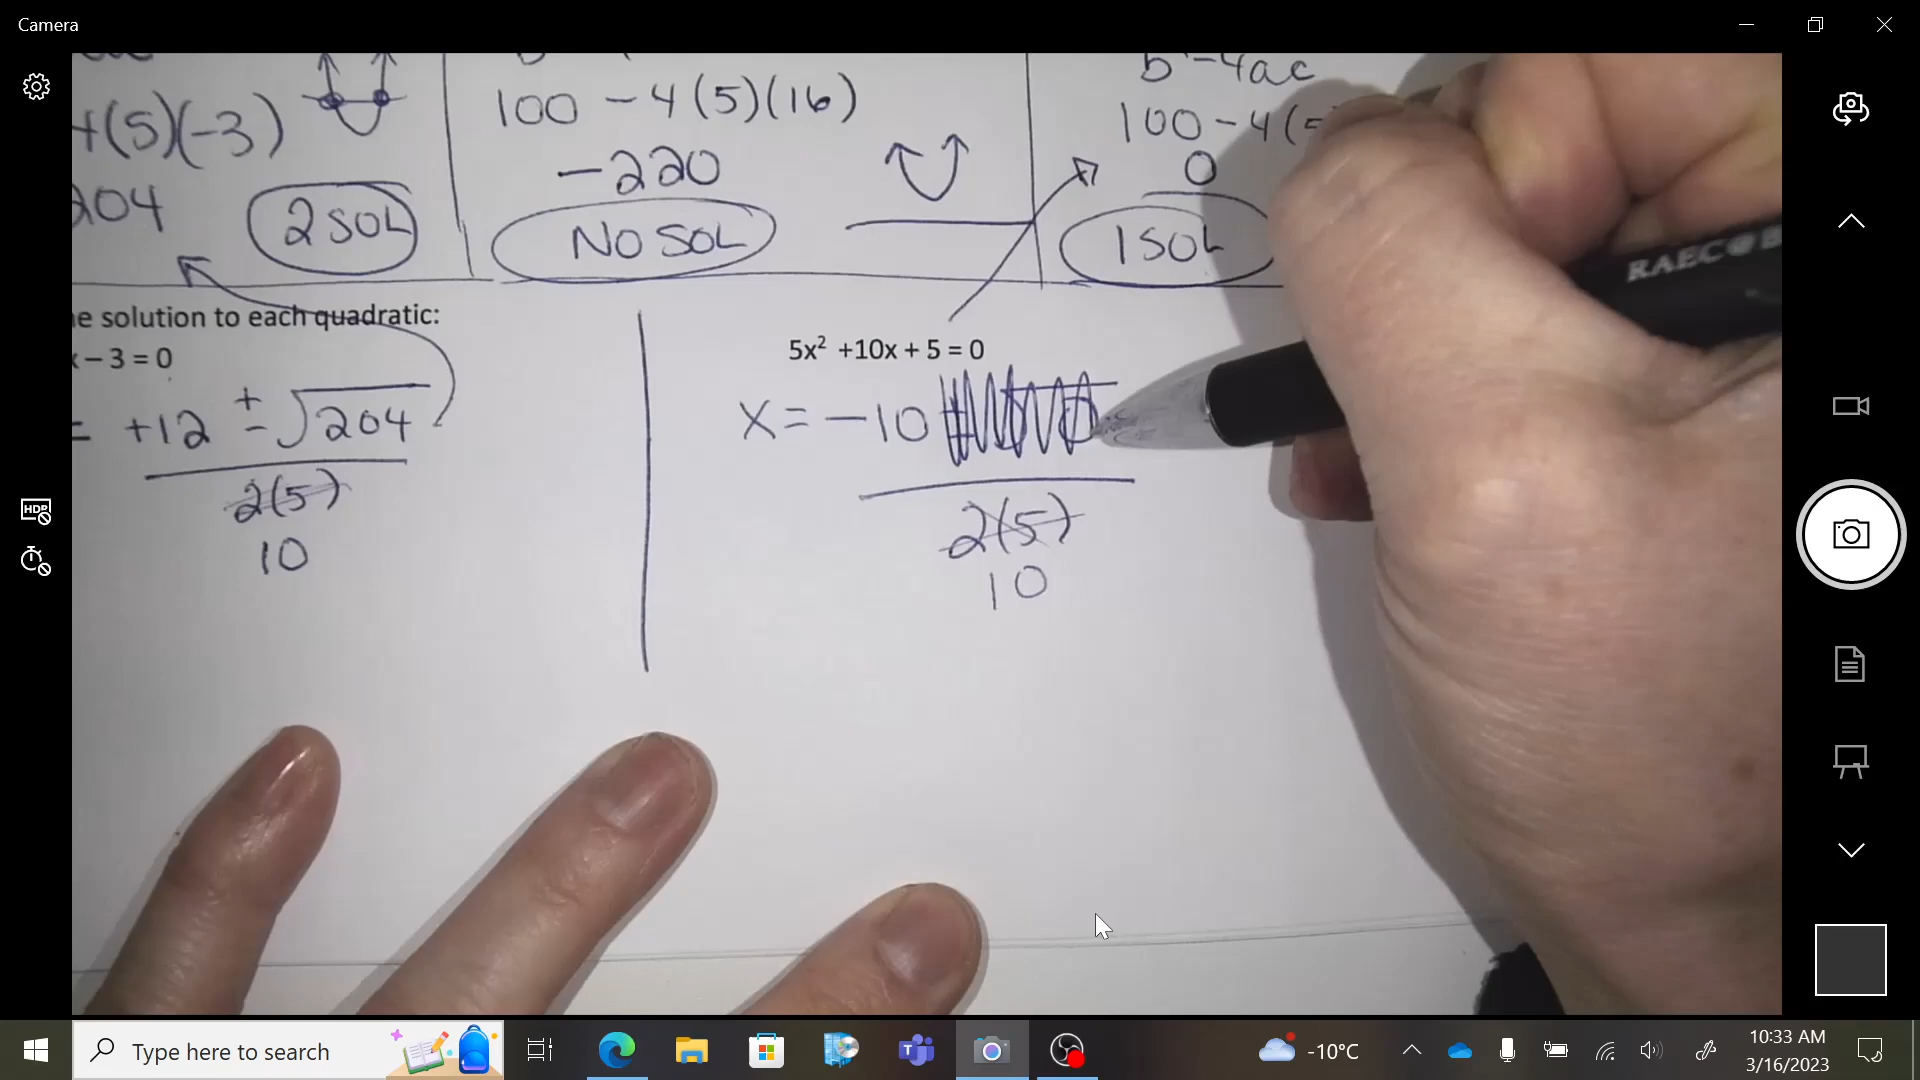 Camera
b²-4ac
+(5)(-3)
100 - 4(5)(16)
100 - 4(5
204
-220
0
2 SOL
NO SOL
1 SOL
RAECO
e solution to each quadratic:
x – 3 = 0
5x² +10x + 5 = 0
= +12 ± √204
x = -10
2(5)
10
2(5)
10
HDR
Type here to search
-10°C
10:33 AM
3/16/2023